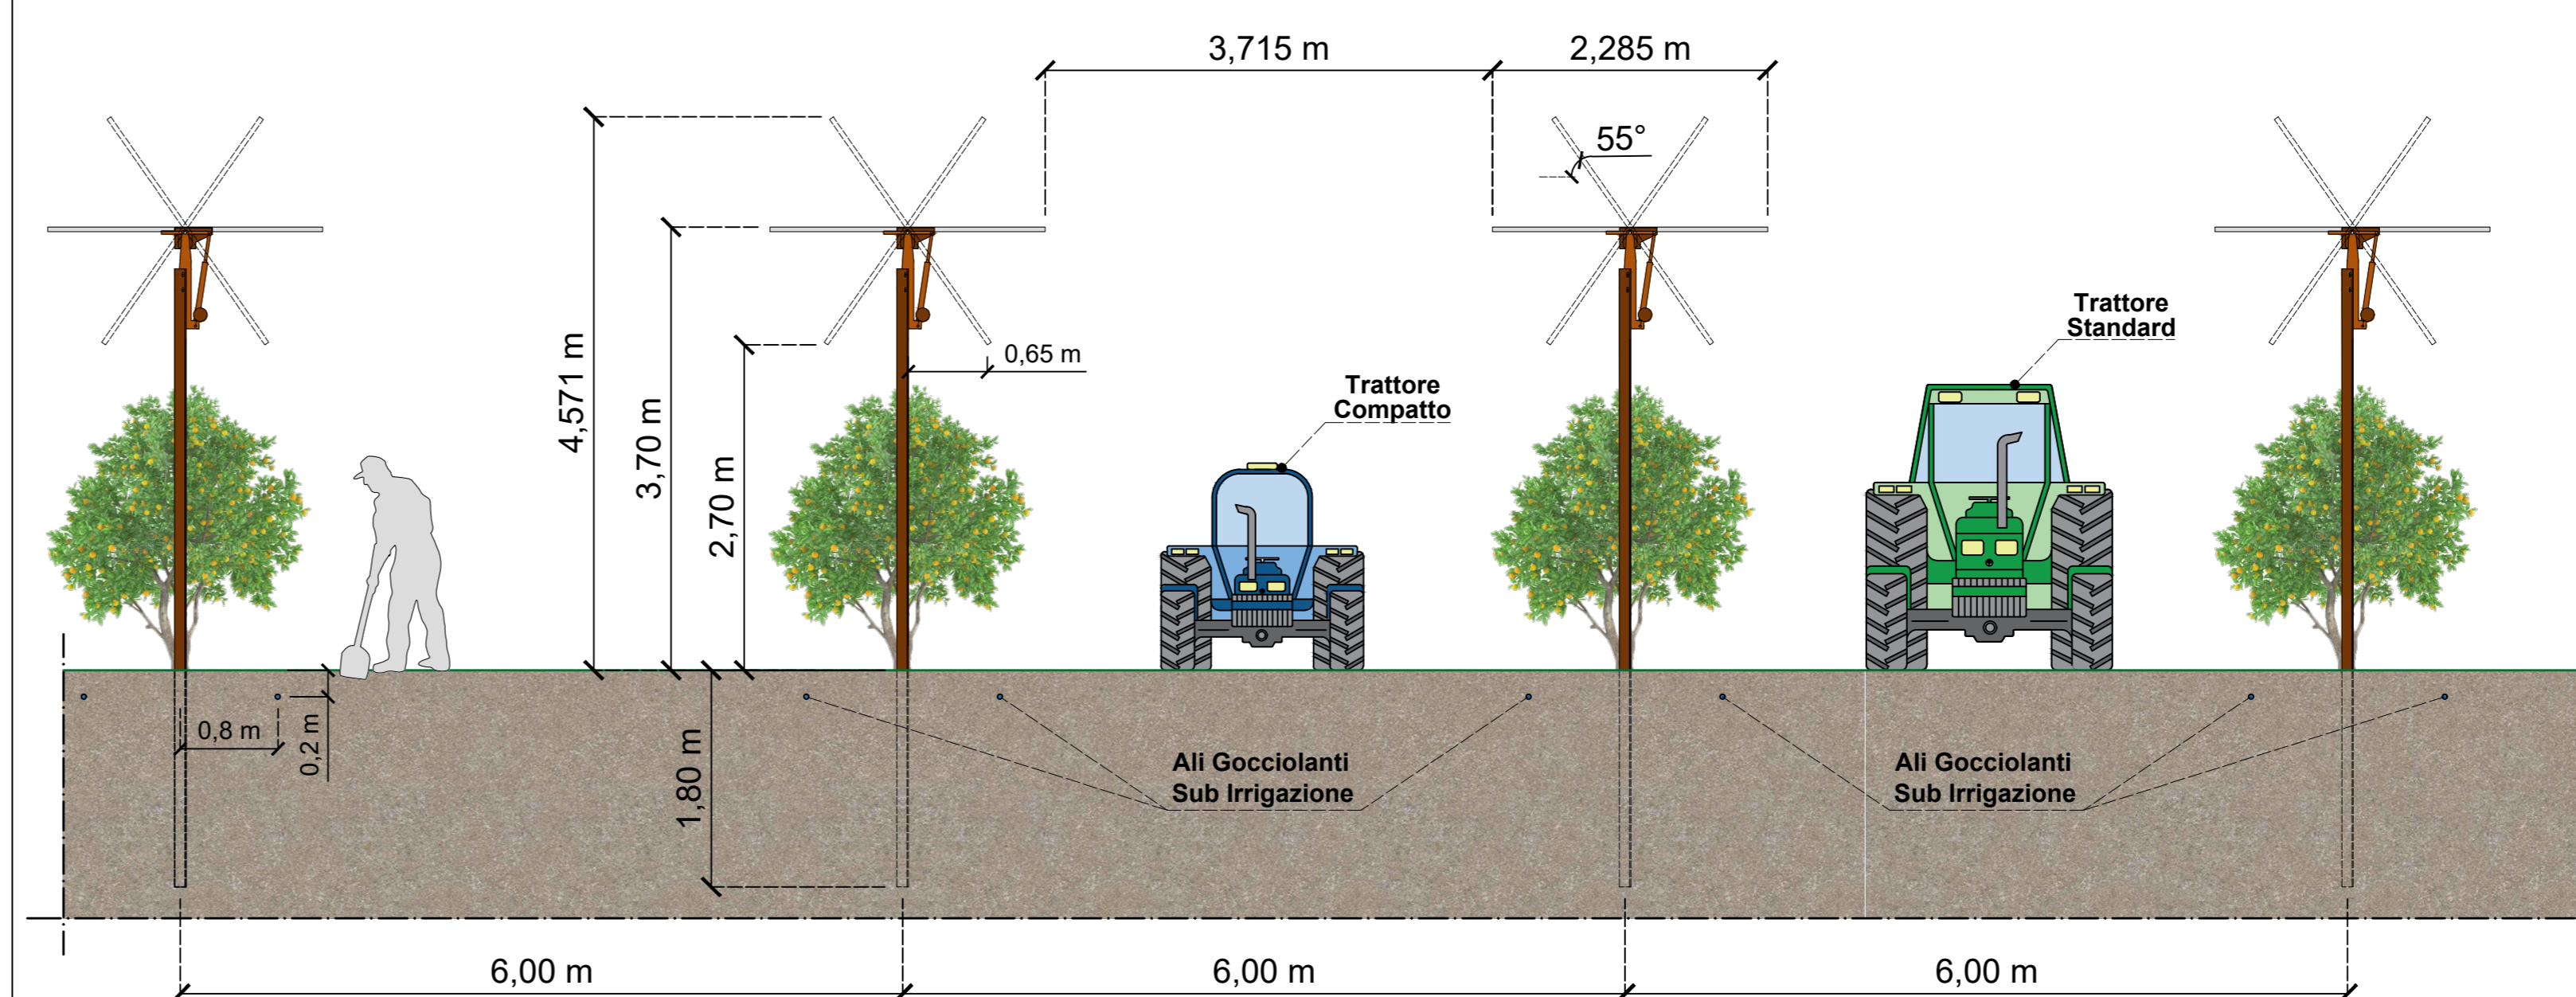 3,715 m
2,285 m
55°
4,571 m
3,70 m
2,70 m
0,65 m
Trattore
Compatto
Trattore
Standard
0,8 m
0,2 m
1,80 m
Ali Gocciolanti
Sub Irrigazione
Ali Gocciolanti
Sub Irrigazione
6,00 m
6,00 m
6,00 m